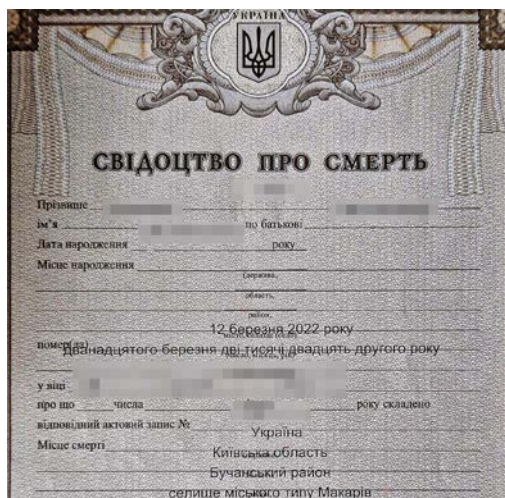 УКРАЇНА
СВІДОЦТВО ПРО СМЕРТЬ
Прізвище
ім'я по батькові
Дата народження року
Місце народження
(держава,
область,
район,
12 березня 2022 року
помер(ла)
дванадцятого березня дві тисячі двадцять другого року
у віці
про що числа року складено
відповідний актовий запис №
Україна
Місце смерті
Київська область
Бучанський район
селище міського типу Макарів